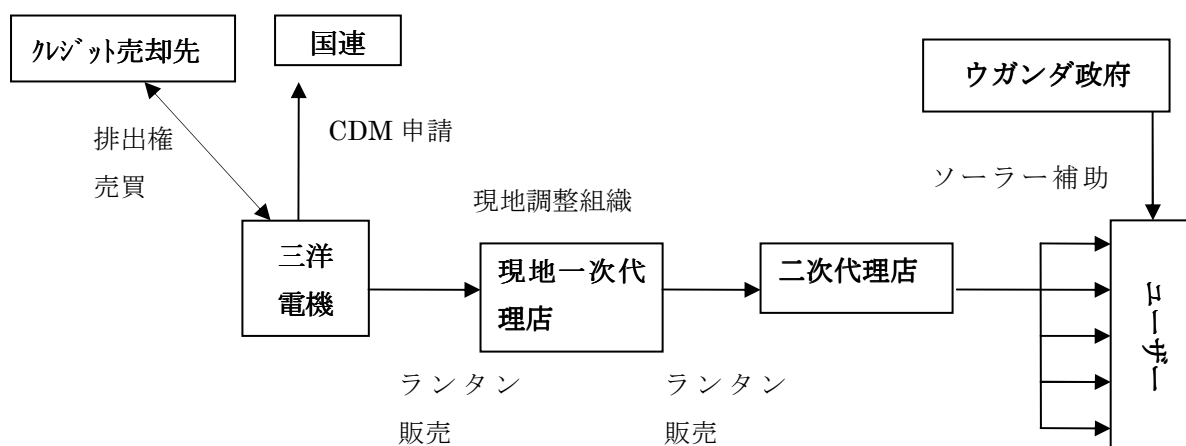 ｸﾚｼﾞｯﾄ売却先
国連
ウガンダ政府
排出権
売買
CDM 申請
ソーラー補助
現地調整組織
三洋
電機
現地一次代
理店
二次代理店
ユーザー
ランタン
販売
ランタン
販売